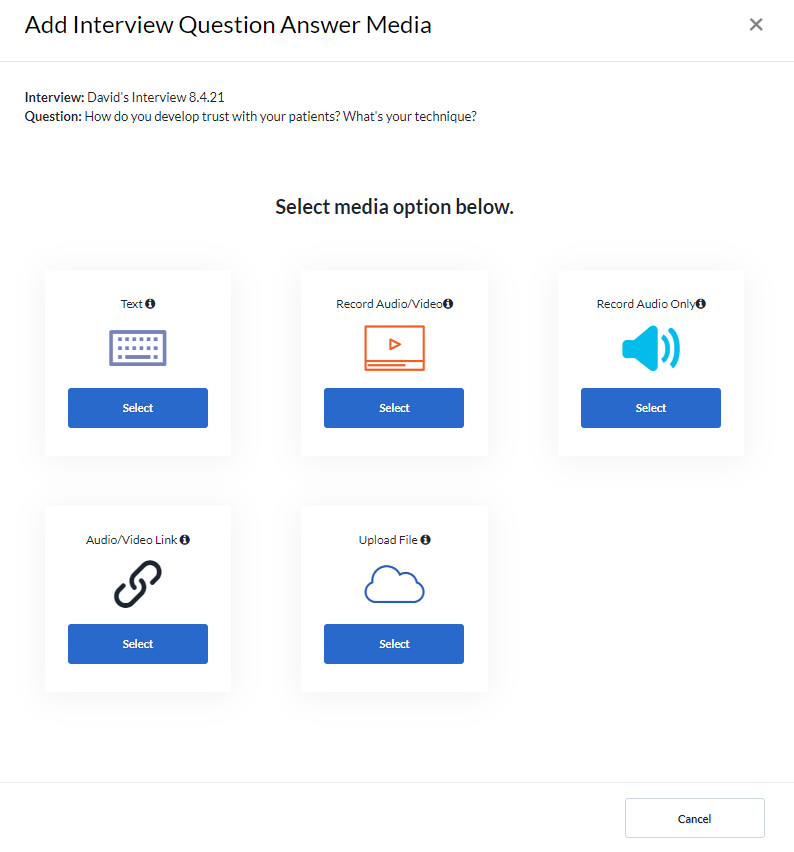 Add Interview Question Answer Media
Interview: David's Interview 8.4.21
Question: How do you develop trust with your patients? What's your technique?
Select media option below.
Text
Record Audio/Video
Record Audio Only
Select
Select
Select
Audio/Video Link
Upload File
Select
Select
Cancel